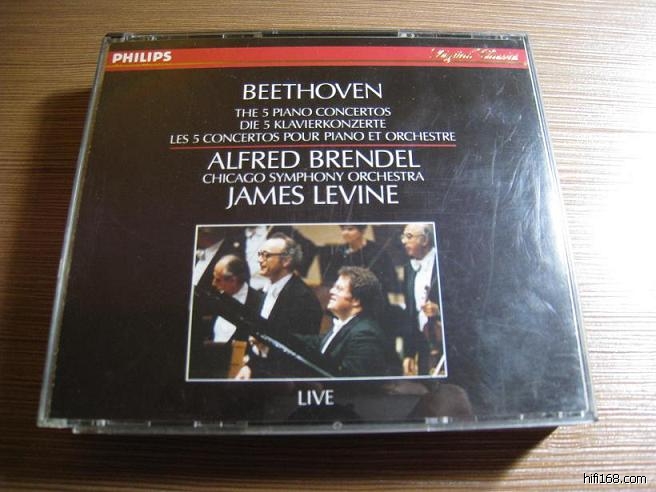 PHILIPS
Digital Classics
BEETHOVEN
THE 5 PIANO CONCERTOS
DIE 5 KLAVIERKONZERTE
LES 5 CONCERTOS POUR PIANO ET ORCHESTRE
ALFRED BRENDEL
CHICAGO SYMPHONY ORCHESTRA
JAMES LEVINE
LIVE
hifi168.com